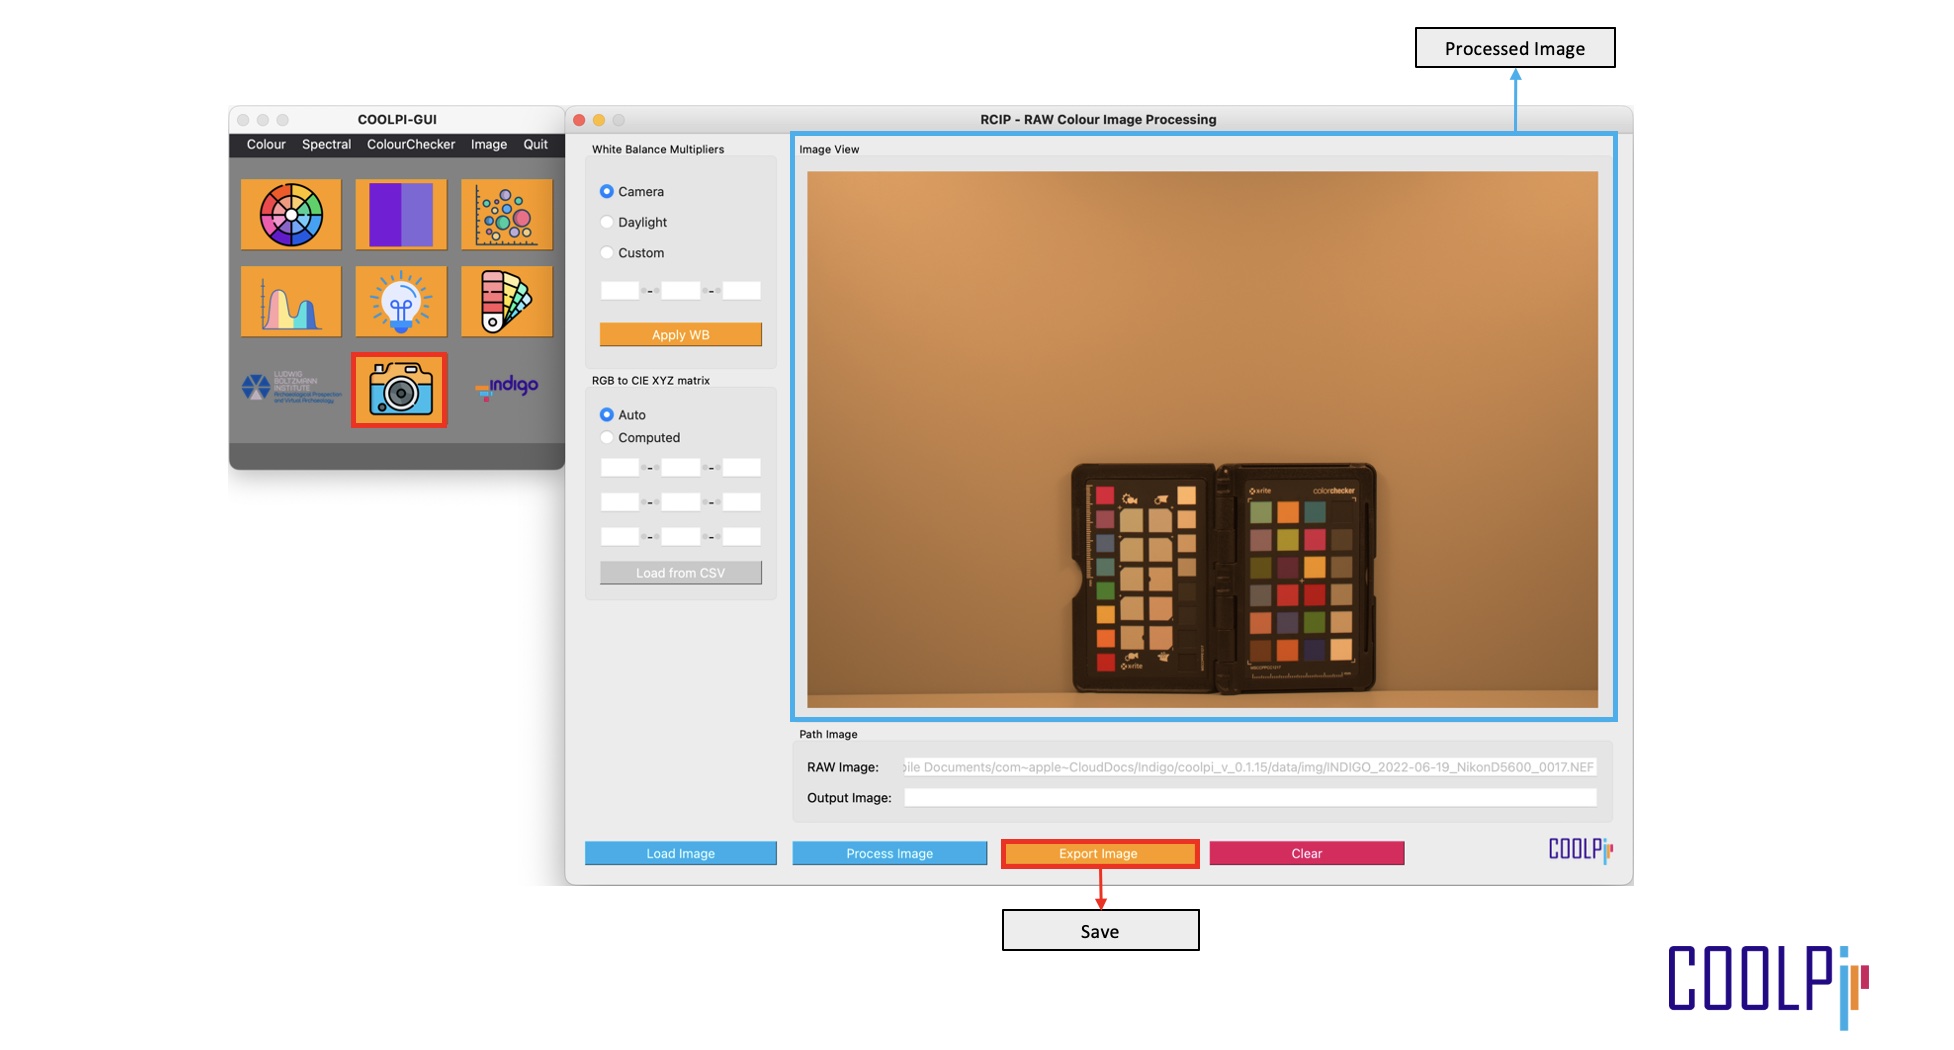 Processed Image
COOLPI-GUI
Colour Spectral ColourChecker Image Quit
LUDWIG
BOLTZMANN
INSTITUTE
Archaeological Prospection
and Virtual Archaeology
indigo
RCIP - RAW Colour Image Processing
White Balance Multipliers
Camera
Daylight
Custom
- -
Apply WB
RGB to CIE XYZ matrix
Auto
Computed
- -
- -
- -
Load from CSV
Image View
x-rite
x-rite colorchecker
Path Image
RAW Image: ile Documents/com~apple~CloudDocs/Indigo/coolpi_v_0.1.15/data/img/INDIGO_2022-06-19_NikonD5600_0017.NEF
Output Image:
Load Image Process Image Export Image Clear
COOLPi
Save
COOLPi